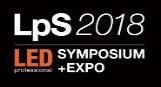 LpS 2018
LED professional
SYMPOSIUM
+EXPO